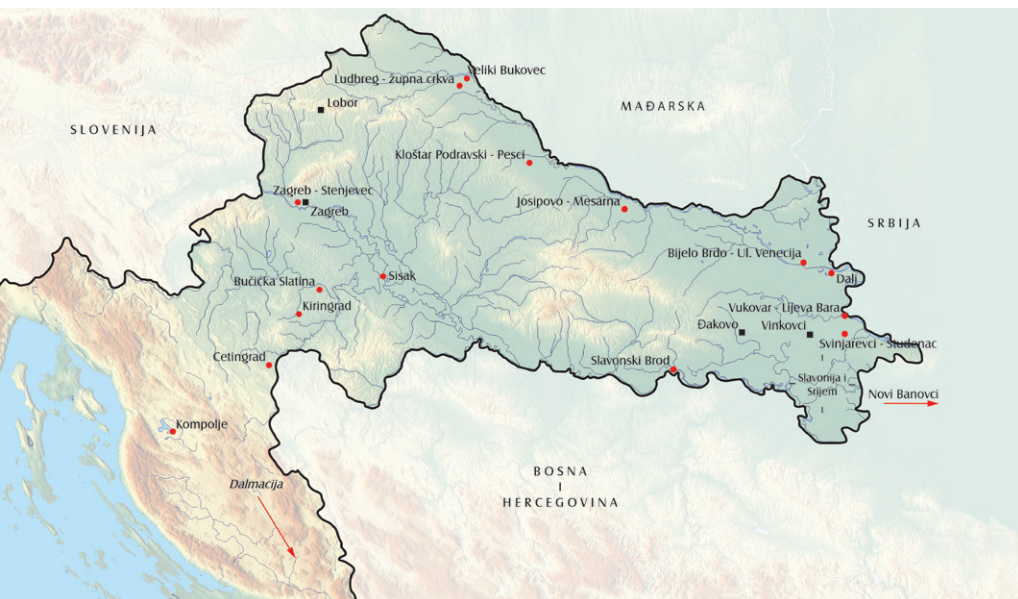 Veliki Bukovec
Ludbreg - župna crkva
Lobor
MAĐARSKA
SLOVENIJA
Kloštar Podravski - Pesci
Zagreb - Stenjevec
Josipovo - Mesarna
Zagreb
SRBIJA
Bijelo Brdo - Ul. Venecija
Sisak
Dalj
Bučićka Slatina
Kiringrad
Vukovar - Lijeva Bara
Đakovo
Vinkovci
Svinjarevci - Studenac
Cetingrad
Slavonski Brod
Slavonija i
Srijem
Novi Banovci
Kompolje
BOSNA
I
HERCEGOVINA
Dalmacija